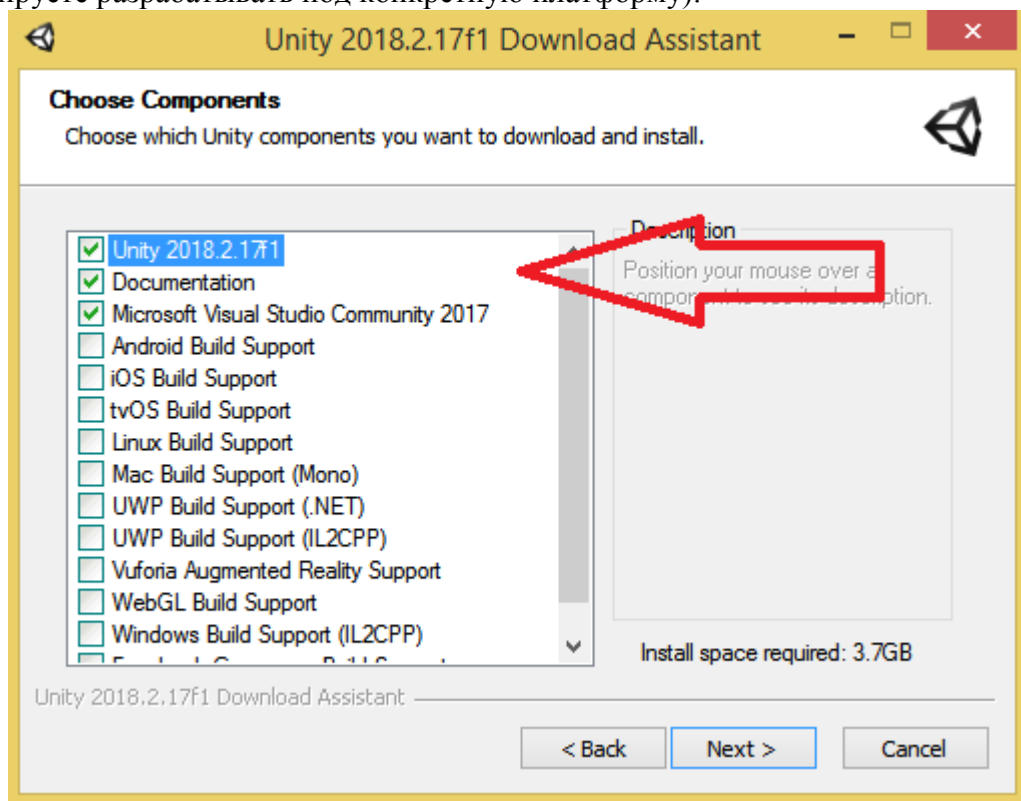 разрабатывать под конкретную платформу).
Unity 2018.2.17f1 Download Assistant
Choose Components
Choose which Unity components you want to download and install.
Unity 2018.2.17f1
Documentation
Microsoft Visual Studio Community 2017
Android Build Support
iOS Build Support
tvOS Build Support
Linux Build Support
Mac Build Support (Mono)
UWP Build Support (.NET)
UWP Build Support (IL2CPP)
Vuforia Augmented Reality Support
WebGL Build Support
Windows Build Support (IL2CPP)
Description
Position your mouse over a
component to see its description.
Install space required: 3.7GB
Unity 2018.2.17f1 Download Assistant
< Back
Next >
Cancel